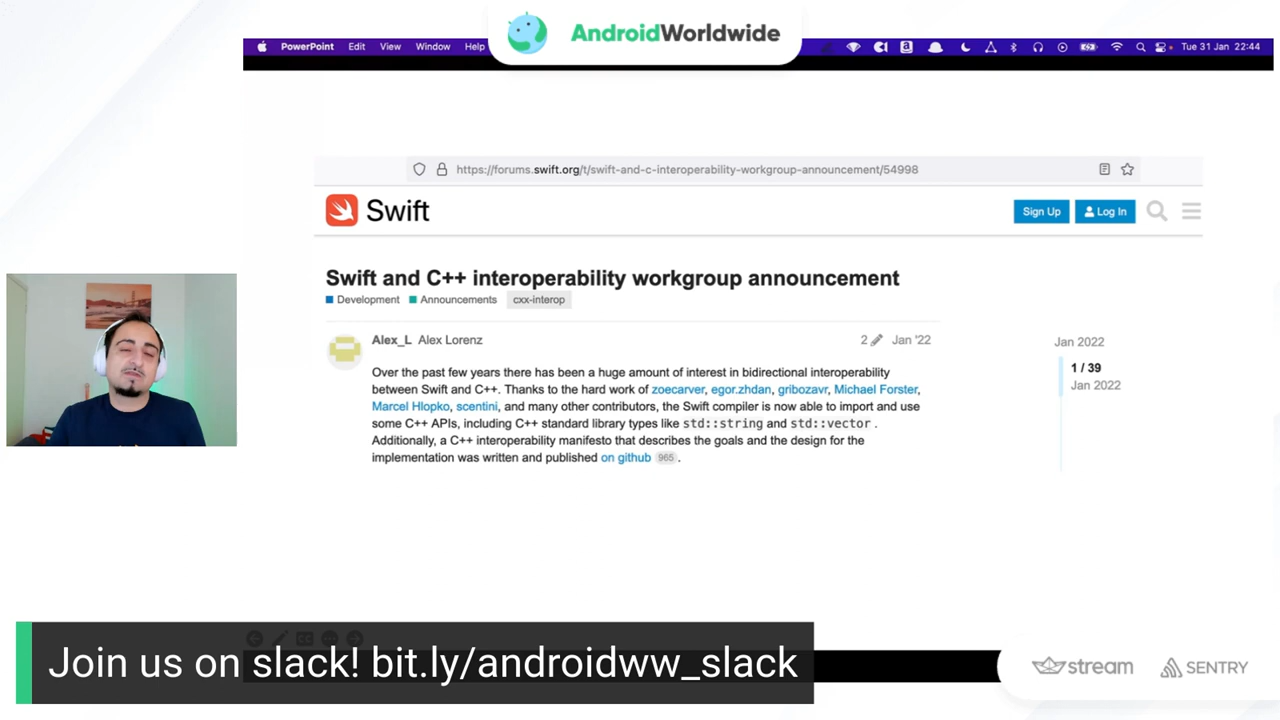 AndroidWorldwide
PowerPoint Edit View Window Help
Tue 31 Jan 22:44
https://forums.swift.org/t/swift-and-c-interoperability-workgroup-announcement/54998
Swift
Sign Up Log In
Swift and C++ interoperability workgroup announcement
Development Announcements cxx-interop
Alex_L Alex Lorenz 2 Jan '22
Over the past few years there has been a huge amount of interest in bidirectional interoperability
between Swift and C++. Thanks to the hard work of zoecarver, egor.zhdan, gribozavr, Michael Forster,
Marcel Hlopko, scentini, and many other contributors, the Swift compiler is now able to import and use
some C++ APIs, including C++ standard library types like std::string and std::vector .
Additionally, a C++ interoperability manifesto that describes the goals and the design for the
implementation was written and published on github 965 .
Jan 2022
1 / 39
Jan 2022
Join us on slack! bit.ly/androidww_slack
stream
SENTRY